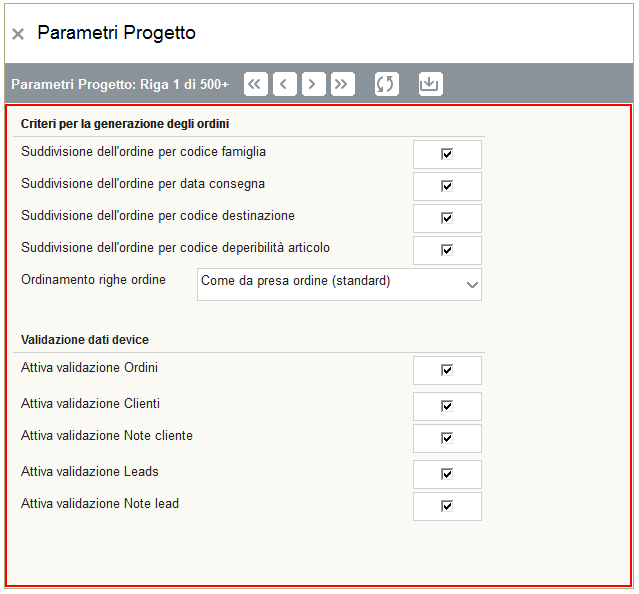 Parametri Progetto
Parametri Progetto: Riga 1 di 500+
Criteri per la generazione degli ordini
Suddivisione dell'ordine per codice famiglia
Suddivisione dell'ordine per data consegna
Suddivisione dell'ordine per codice destinazione
Suddivisione dell'ordine per codice deperibilità articolo
Ordinamento righe ordine Come da presa ordine (standard)
Validazione dati device
Attiva validazione Ordini
Attiva validazione Clienti
Attiva validazione Note cliente
Attiva validazione Leads
Attiva validazione Note lead